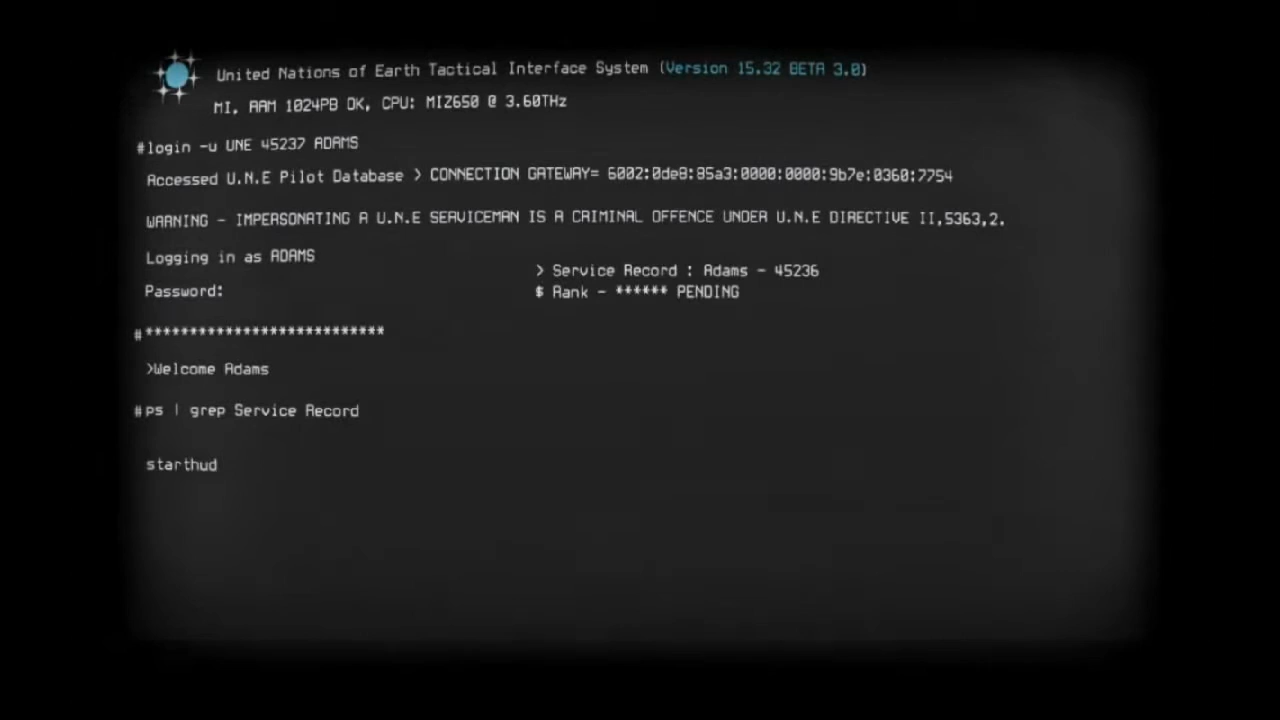 United Nations of Earth Tactical Interface System (Version 15.32 BETA 3.0)
MI, RAM 1024PB OK, CPU: MIZ650 @ 3.60THz
#login -u UNE 45237 ADAMS
Accessed U.N.E Pilot Database > CONNECTION GATEWAY= 6002:0de8:85a3:0000:0000:9b7e:0360:7754
WARNING - IMPERSONATING A U.N.E SERVICEMAN IS A CRIMINAL OFFENCE UNDER U.N.E DIRECTIVE II,5363,2.
Logging in as ADAMS
Password:
#***************************
>Welcome Adams
#ps | grep Service Record
starthud
> Service Record : Adams - 45236
$ Rank - ****** PENDING